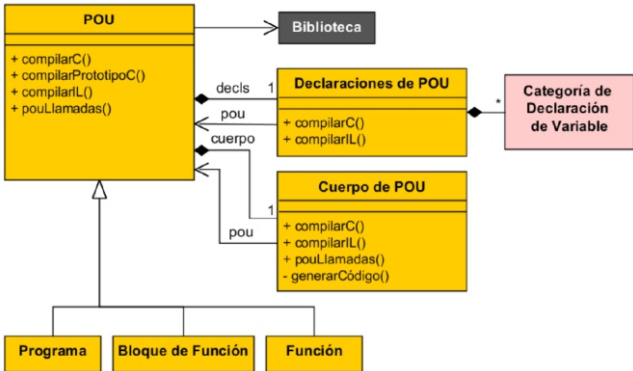 POU
+ compilarC()
+ compilarPrototipoC()
+ compilarIL()
+ pouLlamadas()
Biblioteca
decls
1
pou
cuerpo
1
pou
Declaraciones de POU
+ compilarC()
+ compilarIL()
*
Categoría de
Declaración
de Variable
Cuerpo de POU
+ compilarC()
+ compilarIL()
+ pouLlamadas()
- generarCódigo()
Programa
Bloque de Función
Función